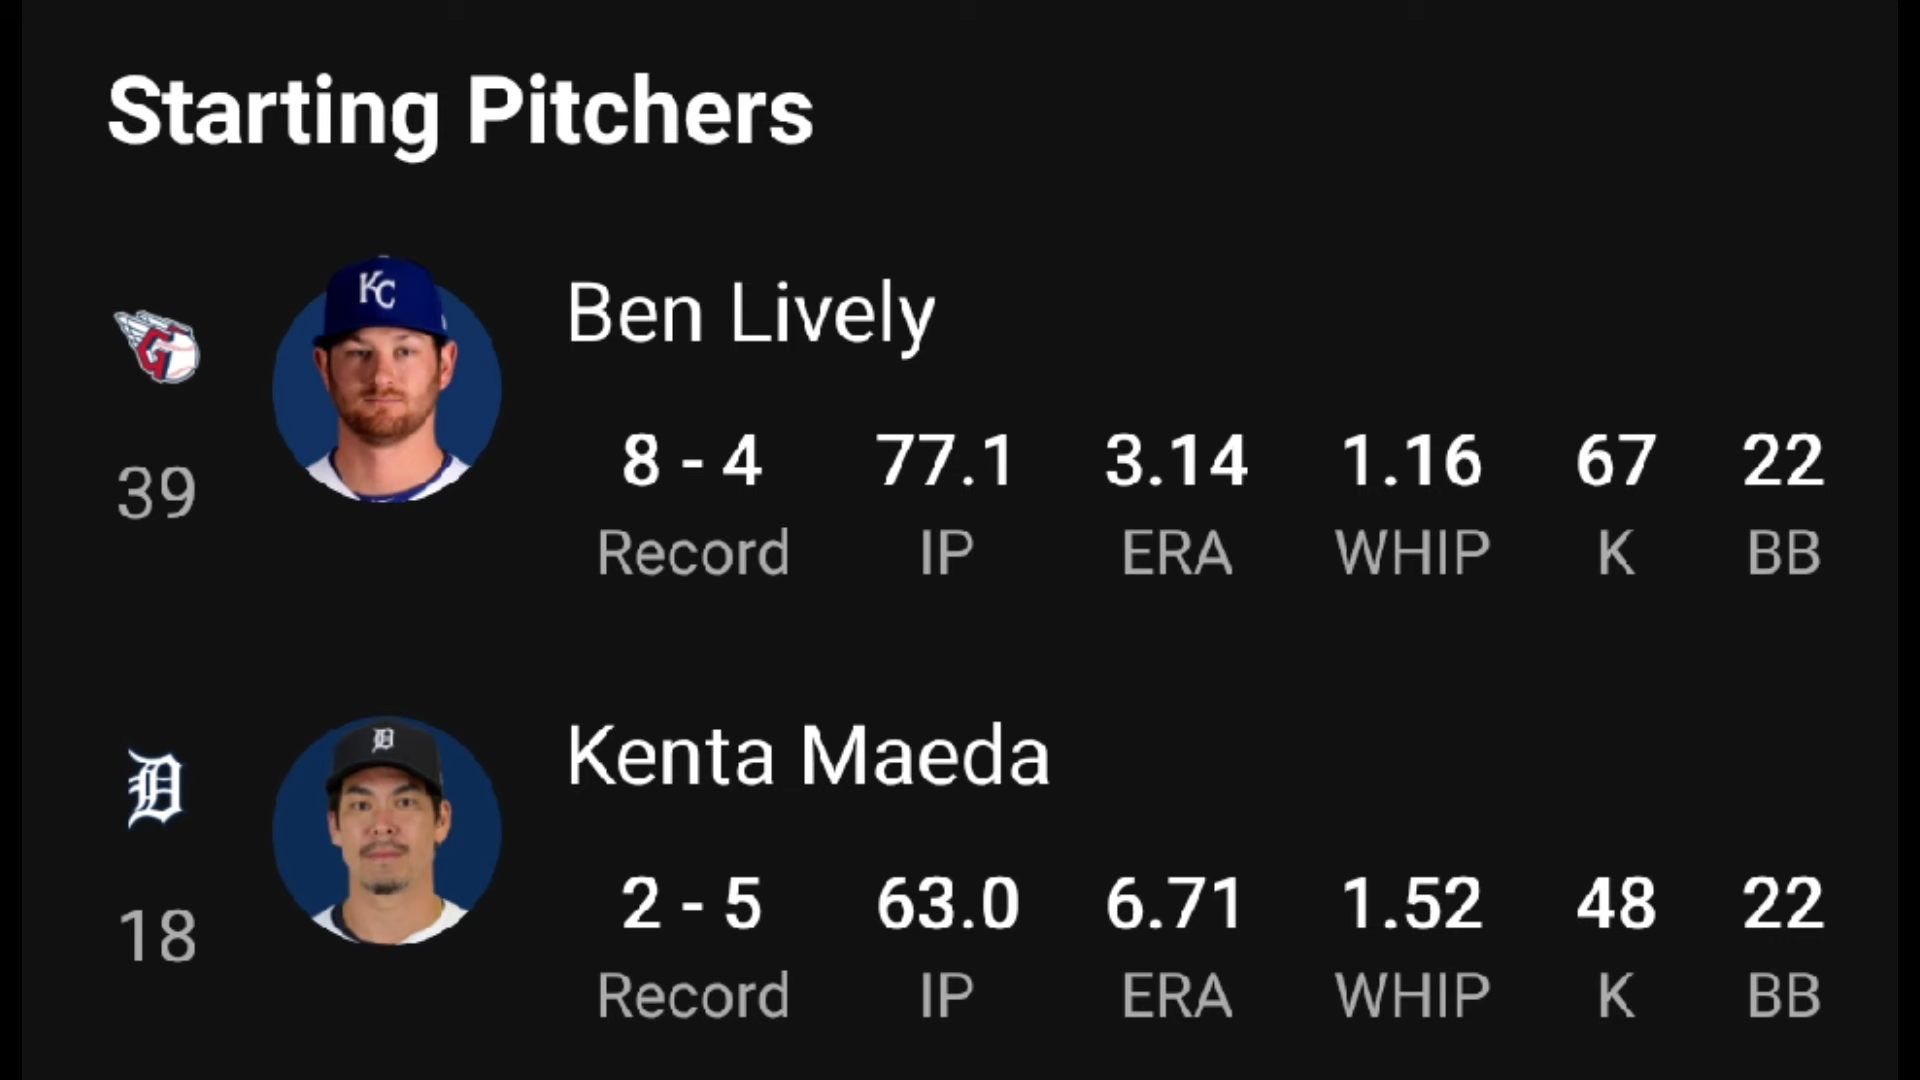 Starting Pitchers
KC
Ben Lively
39
8 - 4 77.1 3.14 1.16 67 22
Record IP ERA WHIP K BB
D
D
Kenta Maeda
18
2 - 5 63.0 6.71 1.52 48 22
Record IP ERA WHIP K BB